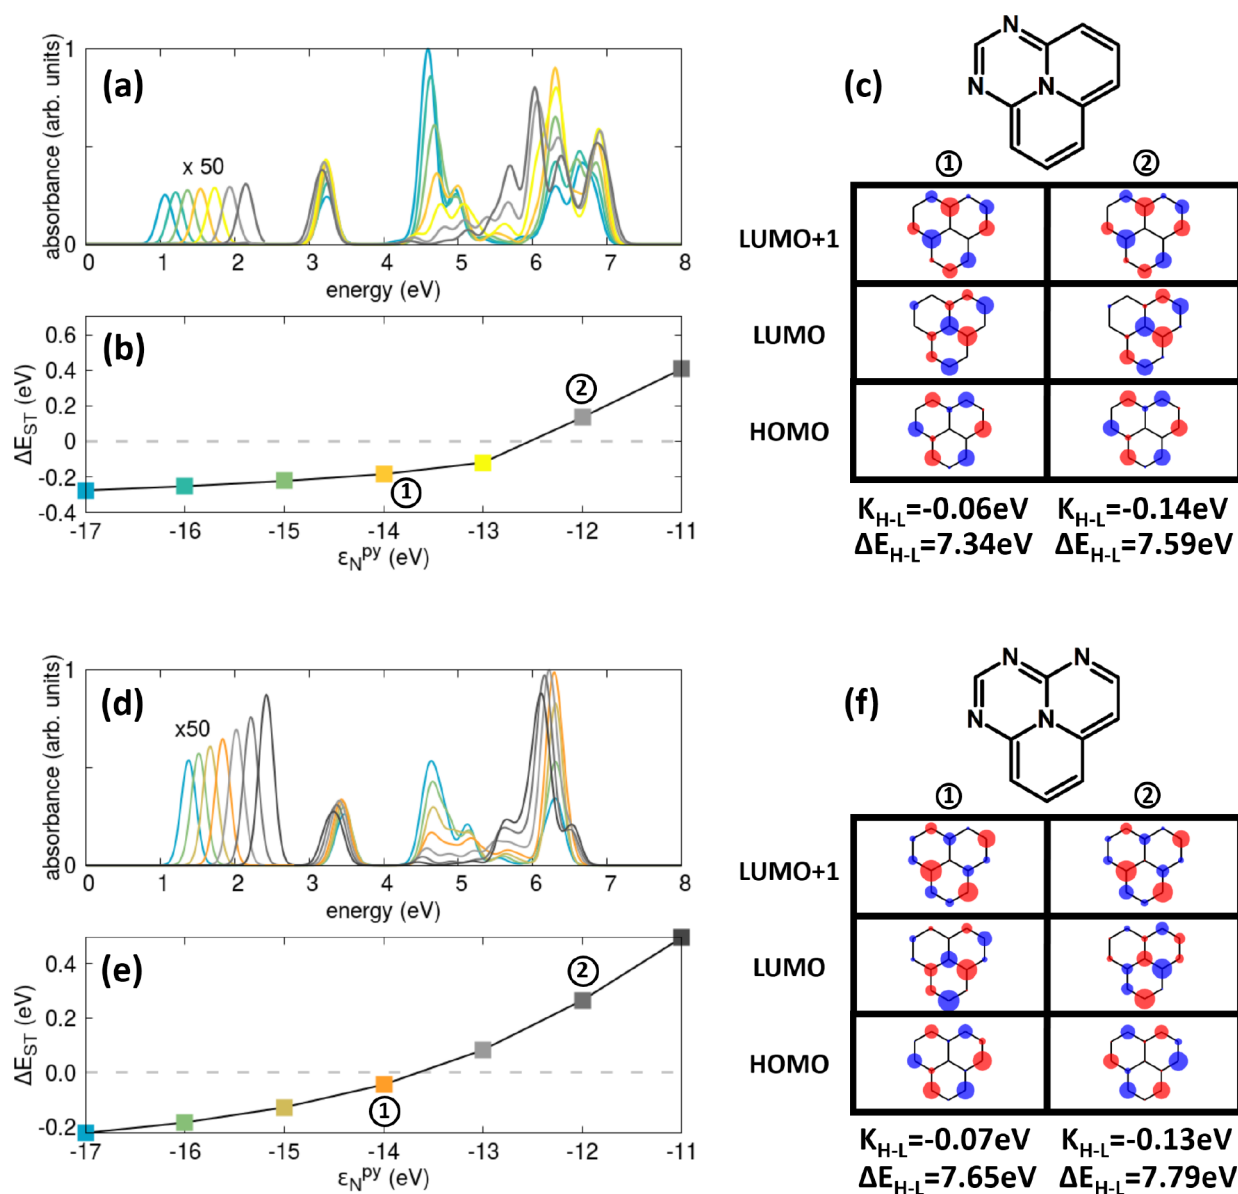 (a)
absorbance (arb. units)
1
0
x 50
0 1 2 3 4 5 6 7 8
energy (eV)
(b)
ΔE_ST (eV)
0.6
0.4
0.2
0
-0.2
-0.4
① ②
-17 -16 -15 -14 -13 -12 -11
ε_N^py (eV)
(c)
N
N N
① ②
LUMO+1
LUMO
HOMO
K_H-L=-0.06eV K_H-L=-0.14eV
ΔE_H-L=7.34eV ΔE_H-L=7.59eV
(d)
absorbance (arb. units)
1
0
x50
0 1 2 3 4 5 6 7 8
energy (eV)
(e)
ΔE_ST (eV)
0.4
0.2
0.0
-0.2
① ②
-17 -16 -15 -14 -13 -12 -11
ε_N^py (eV)
(f)
N N
N N
① ②
LUMO+1
LUMO
HOMO
K_H-L=-0.07eV K_H-L=-0.13eV
ΔE_H-L=7.65eV ΔE_H-L=7.79eV